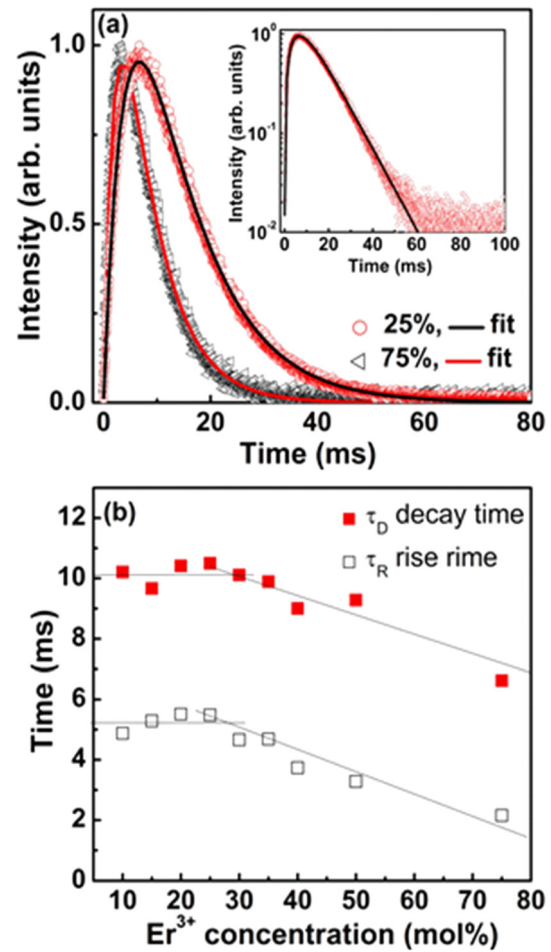 (a)
Intensity (arb. units)
1.0
0.5
0.0
0 20 40 60 80
Time (ms)
Intensity (arb. units)
10⁰
10⁻¹
10⁻²
0 20 40 60 80 100
Time (ms)
25%, fit
75%, fit
(b)
Time (ms)
12
10
8
6
4
2
0
τD decay time
τR rise rime
10 20 30 40 50 60 70 80
Er³⁺ concentration (mol%)